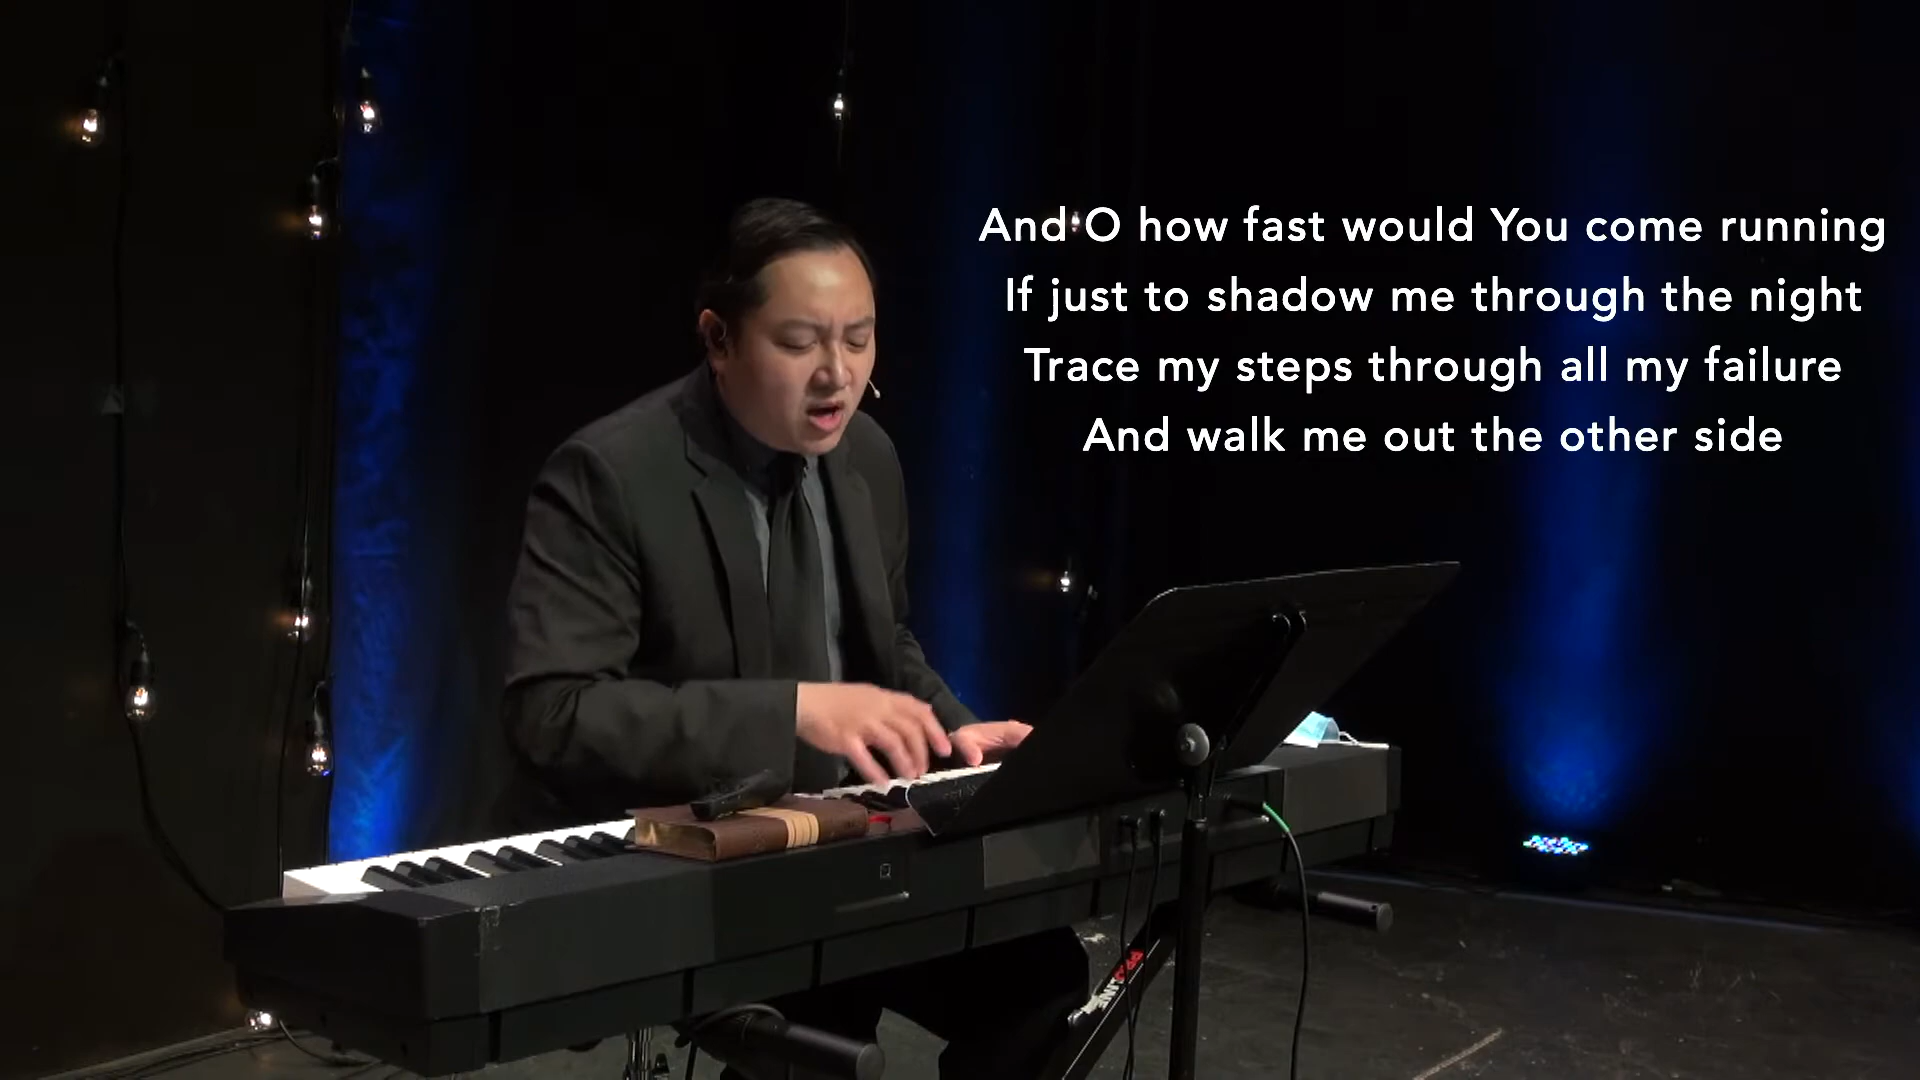 And O how fast would You come running
If just to shadow me through the night
Trace my steps through all my failure
And walk me out the other side
PROLINE